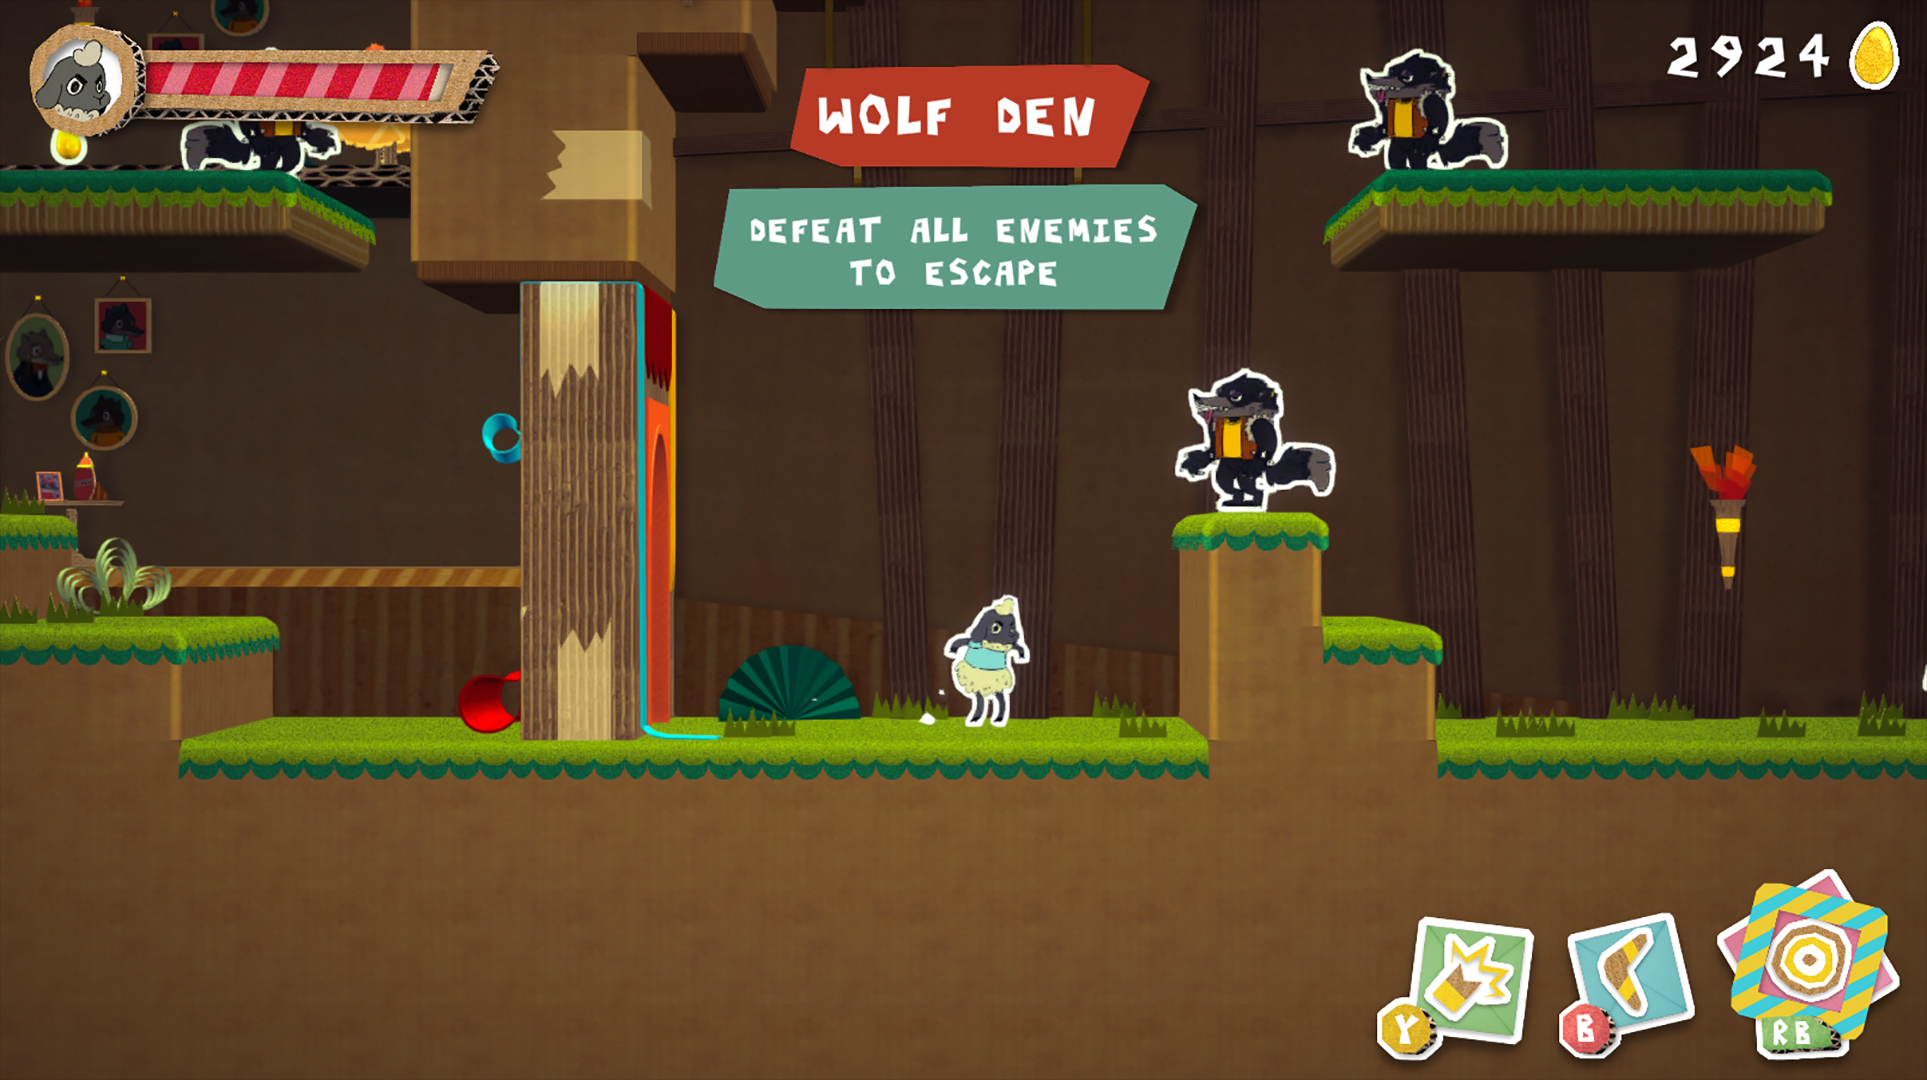 2924
WOLF DEN
DEFEAT ALL ENEMIES
TO ESCAPE
Y
B
RB